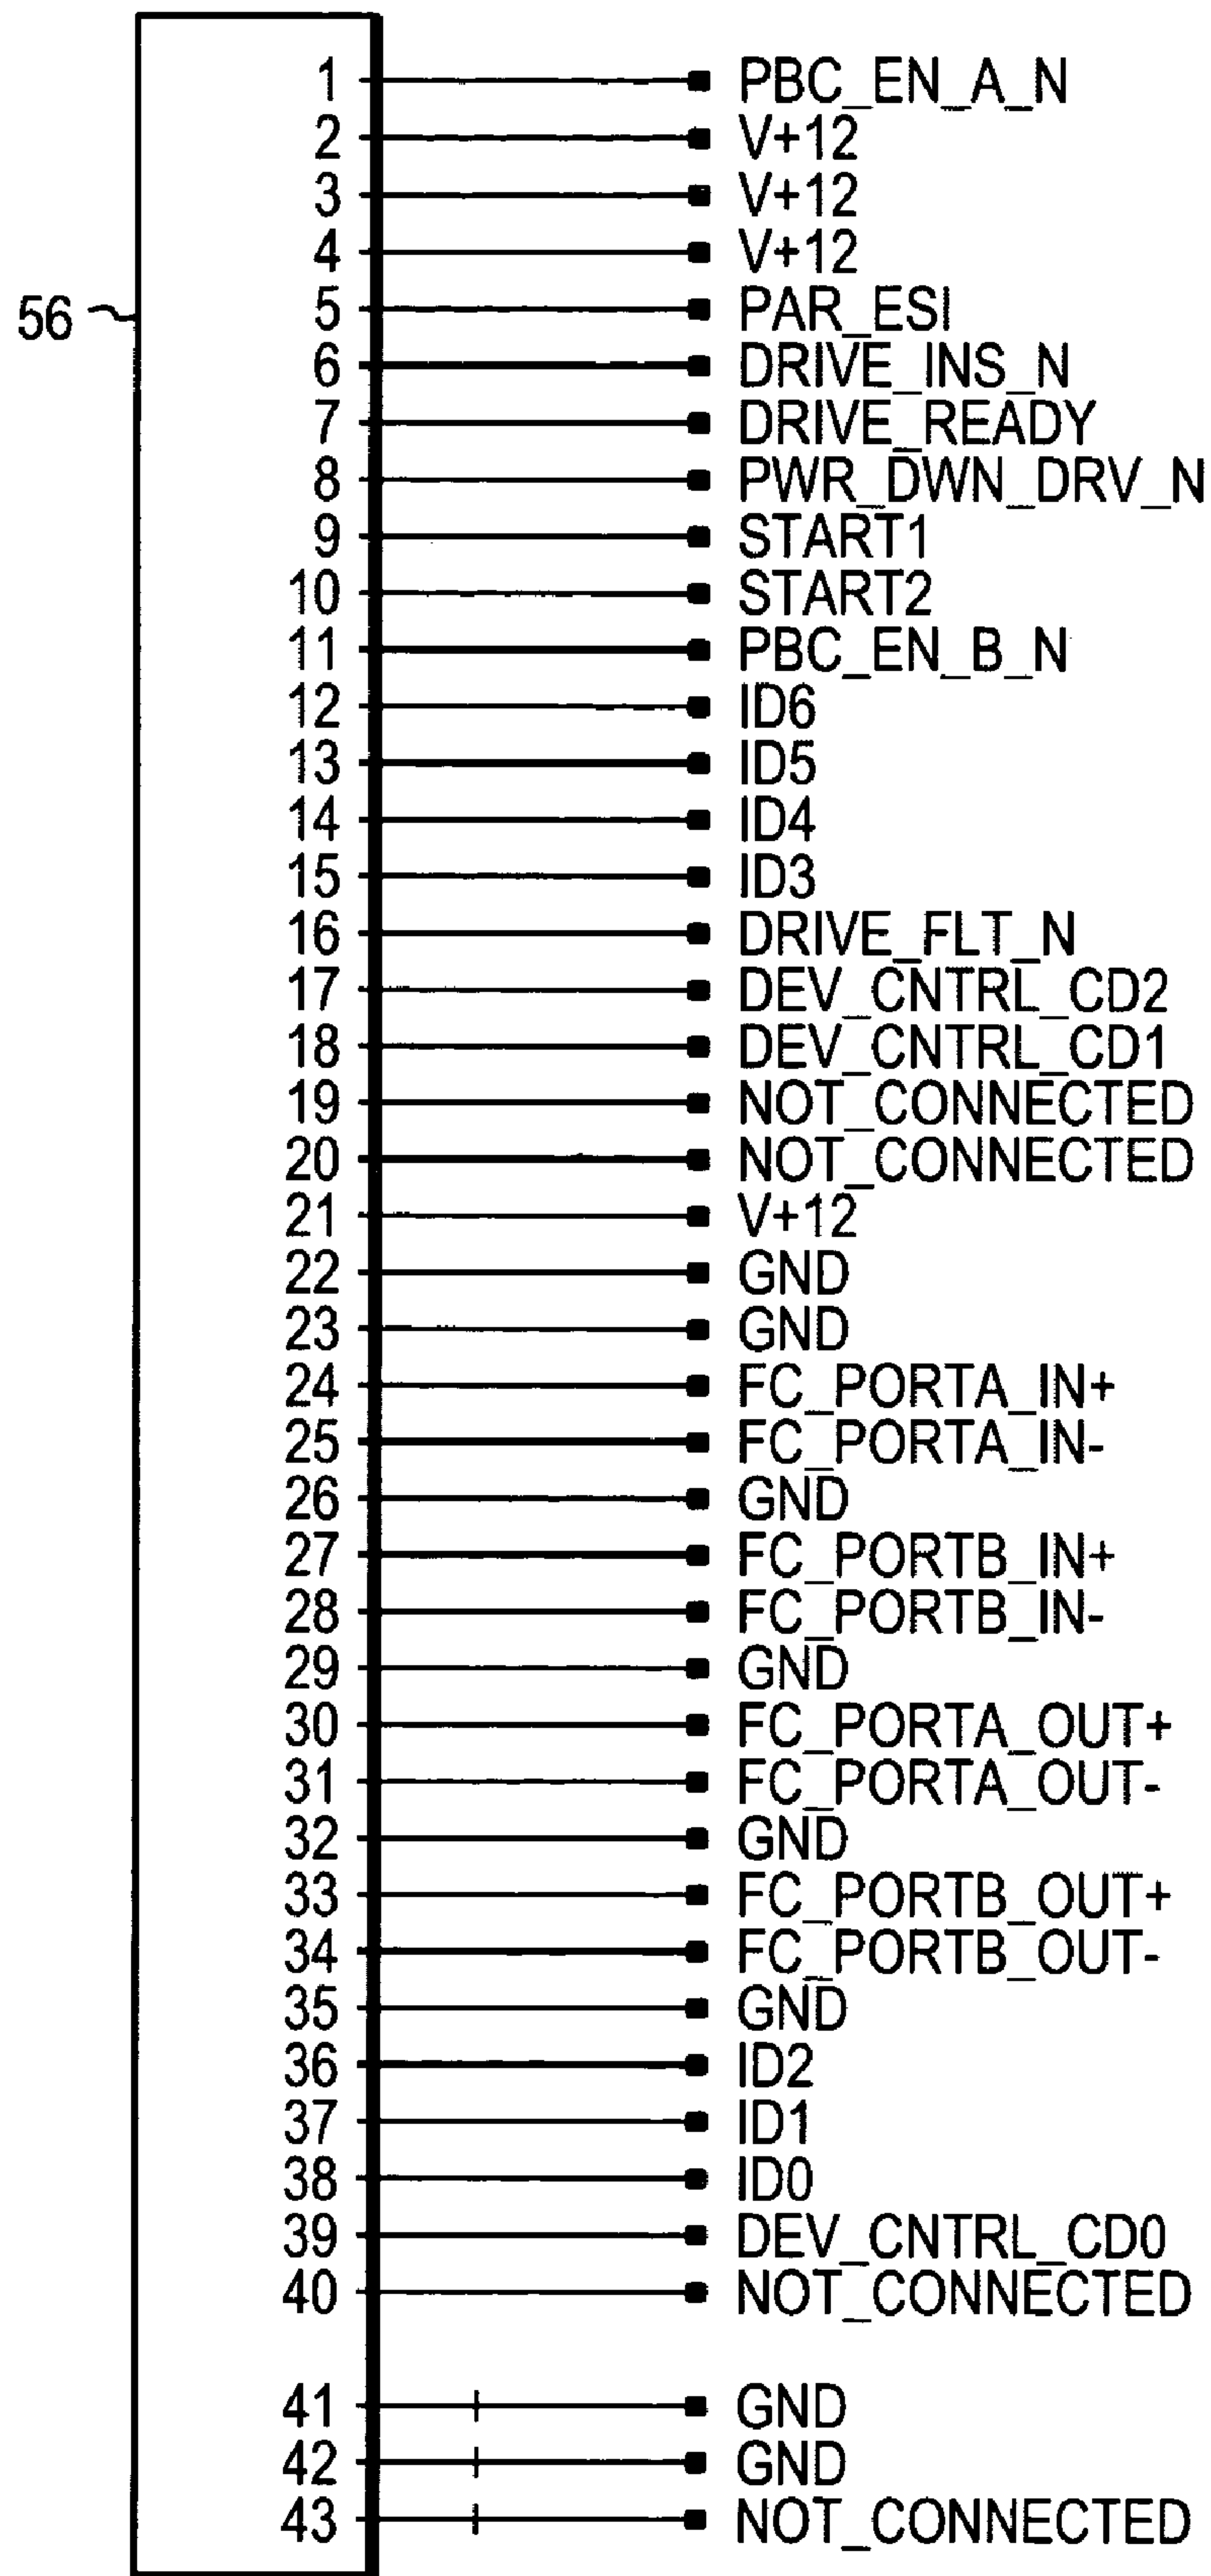 1 PBC_EN_A_N
2 V+12
3 V+12
4 V+12
56
5 PAR_ESI
6 DRIVE_INS_N
7 DRIVE_READY
8 PWR_DWN_DRV_N
9 START1
10 START2
11 PBC_EN_B_N
12 ID6
13 ID5
14 ID4
15 ID3
16 DRIVE_FLT_N
17 DEV_CNTRL_CD2
18 DEV_CNTRL_CD1
19 NOT_CONNECTED
20 NOT_CONNECTED
21 V+12
22 GND
23 GND
24 FC_PORTA_IN+
25 FC_PORTA_IN-
26 GND
27 FC_PORTB_IN+
28 FC_PORTB_IN-
29 GND
30 FC_PORTA_OUT+
31 FC_PORTA_OUT-
32 GND
33 FC_PORTB_OUT+
34 FC_PORTB_OUT-
35 GND
36 ID2
37 ID1
38 ID0
39 DEV_CNTRL_CD0
40 NOT_CONNECTED
41 GND
42 GND
43 NOT_CONNECTED